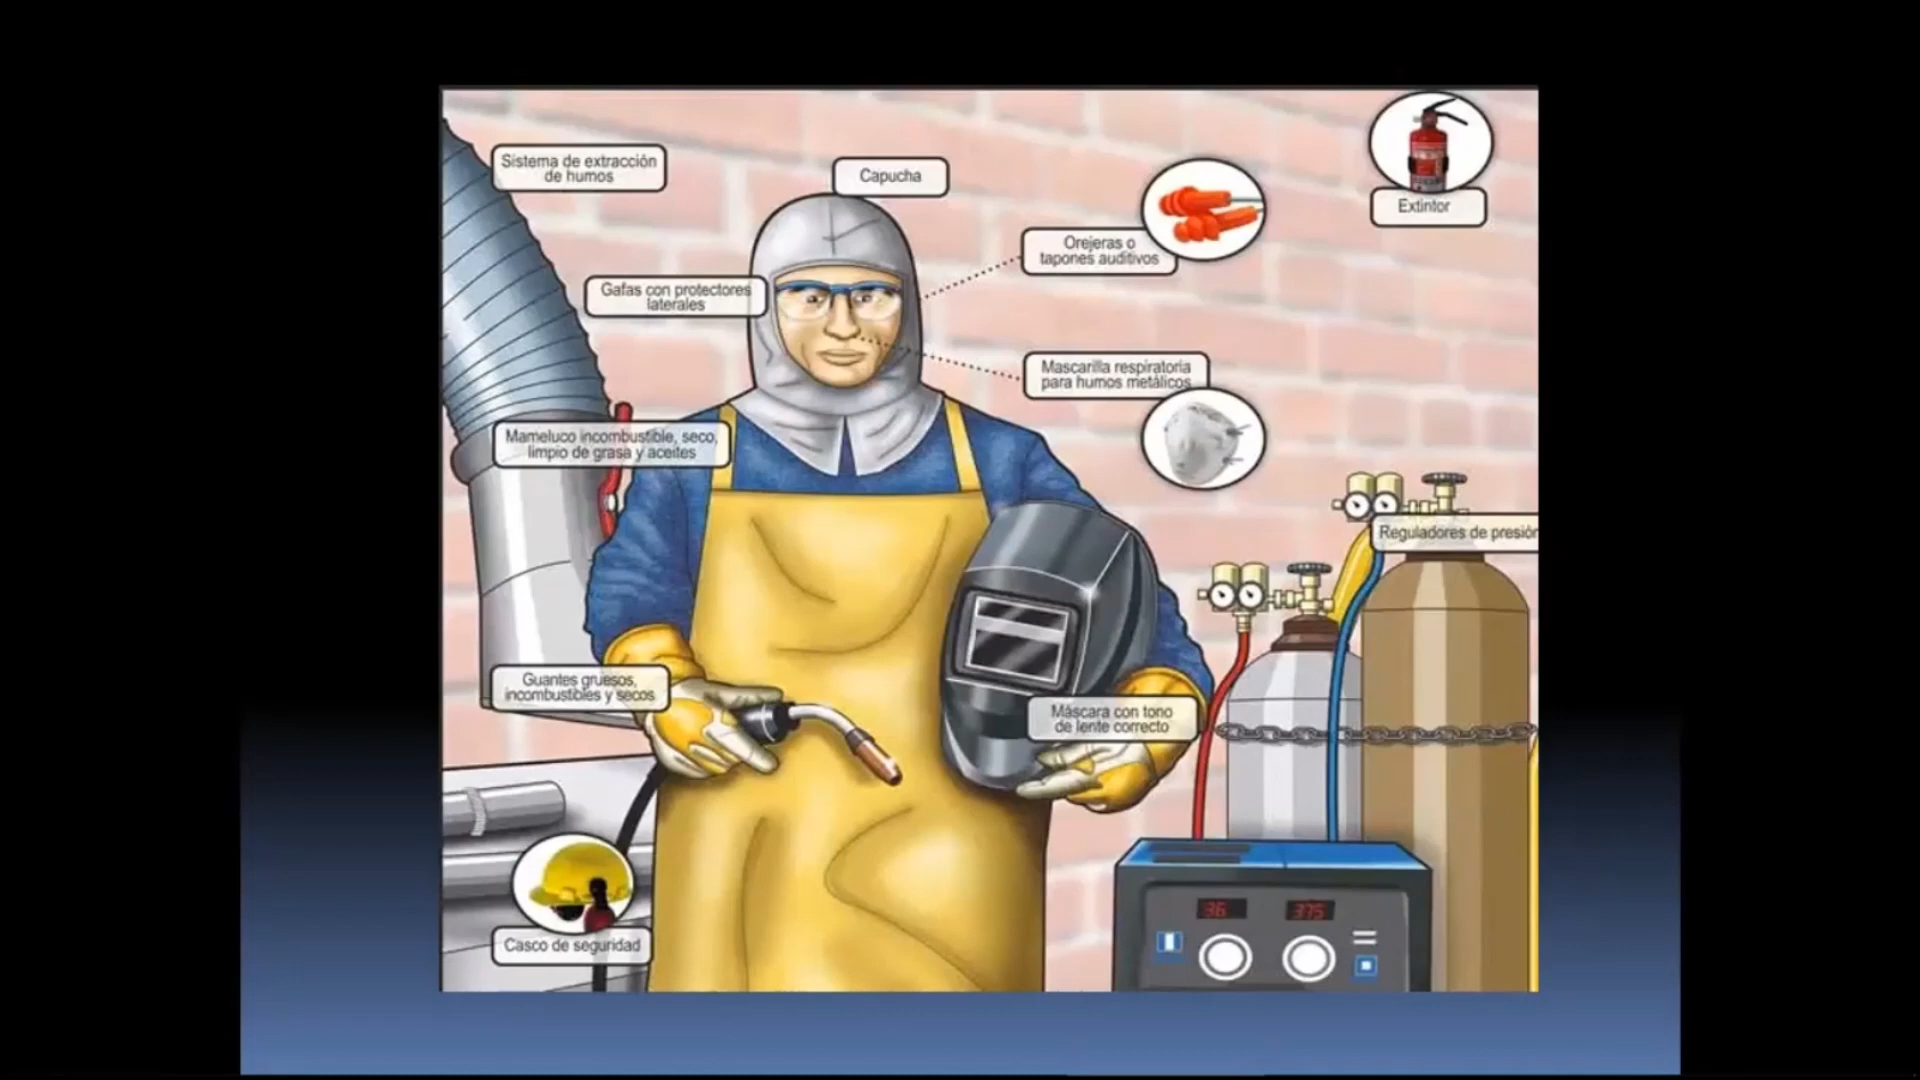 Sistema de extracción
de humos
Capucha
Extintor
Orejeras o
tapones auditivos
Gafas con protectores
laterales
Mascarilla respiratoria
para humos metálicos
Mameluco incombustible, seco,
limpio de grasa y aceites
Reguladores de presión
Guantes gruesos,
incombustibles y secos
Máscara con tono
de lente correcto
36
375
Casco de seguridad